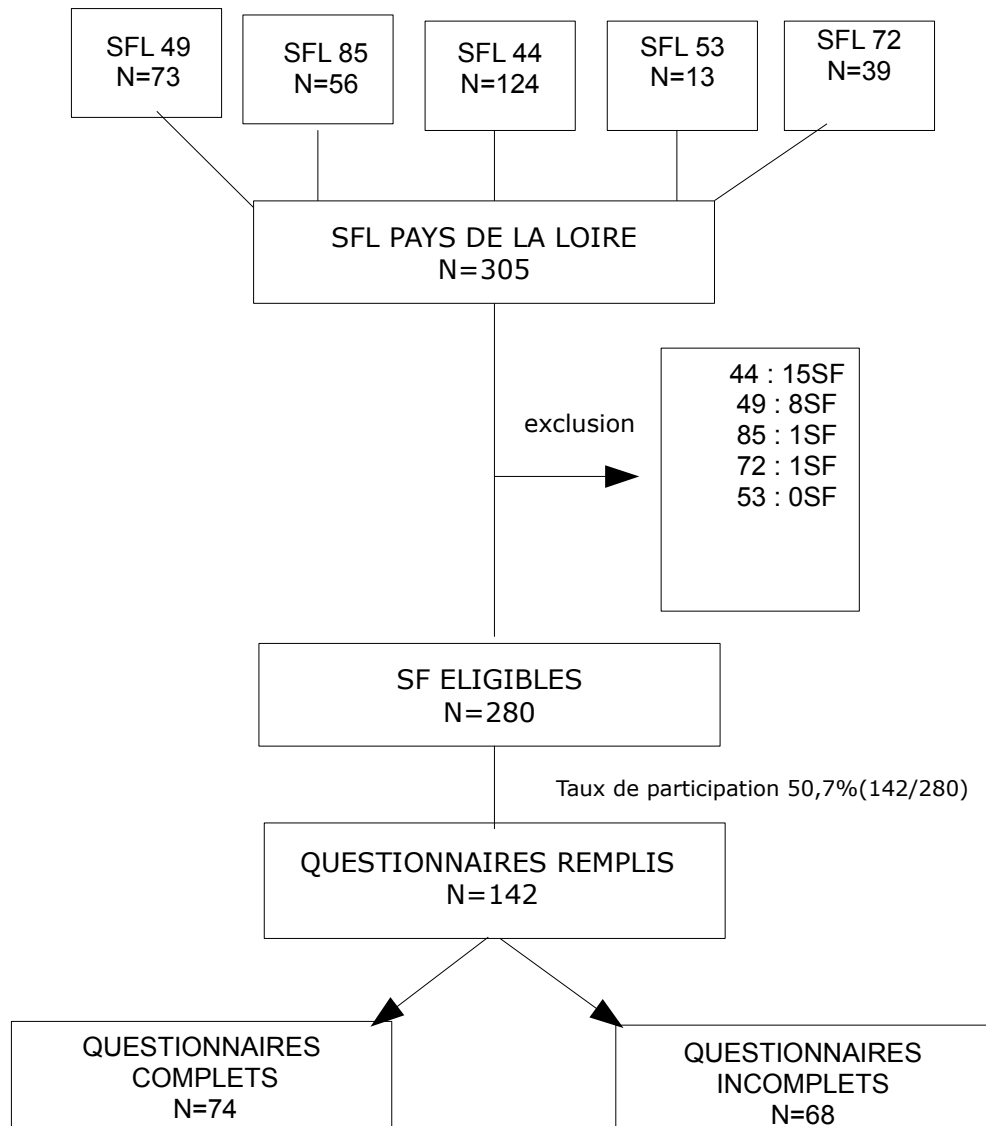 SFL 49
N=73
SFL 85
N=56
SFL 44
N=124
SFL 53
N=13
SFL 72
N=39
SFL PAYS DE LA LOIRE
N=305
exclusion
44 : 15SF
49 : 8SF
85 : 1SF
72 : 1SF
53 : 0SF
SF ELIGIBLES
N=280
Taux de participation 50,7%(142/280)
QUESTIONNAIRES REMPLIS
N=142
QUESTIONNAIRES
COMPLETS
N=74
QUESTIONNAIRES
INCOMPLETS
N=68